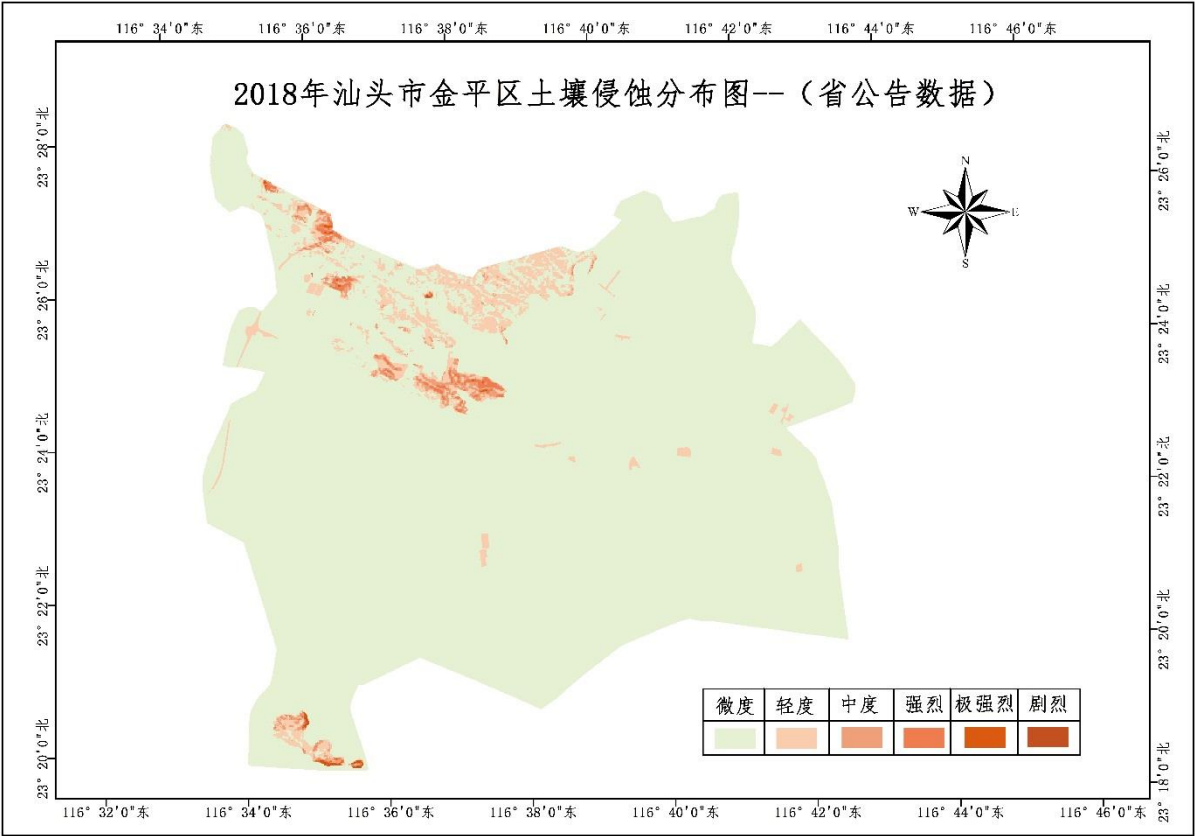 116° 34'0"东 116° 36'0"东 116° 38'0"东 116° 40'0"东 116° 42'0"东 116° 44'0"东 116° 46'0"东
2018年汕头市金平区土壤侵蚀分布图--（省公告数据）
23° 28'0"北
23° 26'0"北
23° 24'0"北
23° 22'0"北
23° 20'0"北
N
W E
S
23° 26'0"北
23° 24'0"北
23° 22'0"北
23° 20'0"北
23° 18'0"北
微度 轻度 中度 强烈 极强烈 剧烈
116° 32'0"东 116° 34'0"东 116° 36'0"东 116° 38'0"东 116° 40'0"东 116° 42'0"东 116° 44'0"东 116° 46'0"东